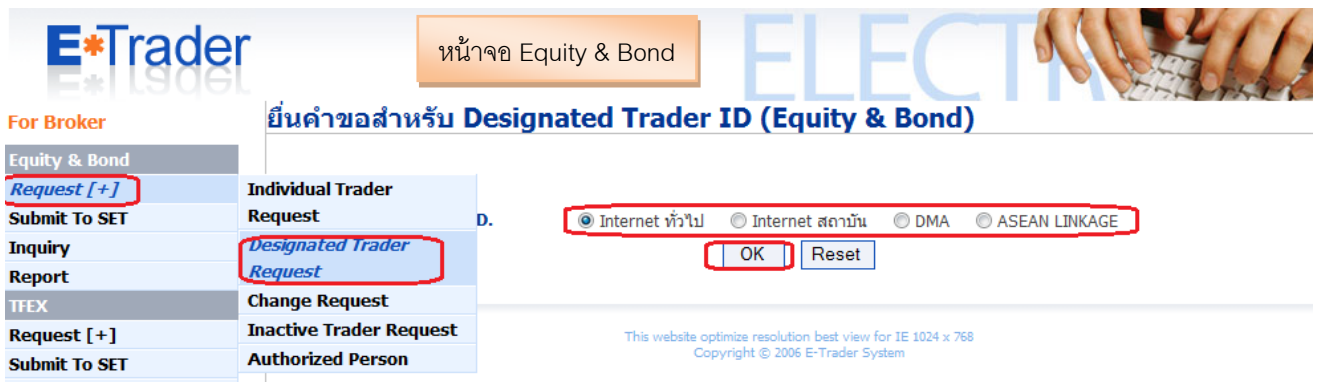 E*Trader
หน้าจอ Equity & Bond
ELECTR
For Broker
ยื่นคำขอสำหรับ Designated Trader ID (Equity & Bond)
Equity & Bond
Request [+]
Submit To SET
Inquiry
Report
TFEX
Request [+]
Submit To SET
Individual Trader
Request
Designated Trader
Request
Change Request
Inactive Trader Request
Authorized Person
D.
Internet ทั่วไป Internet สถาบัน DMA ASEAN LINKAGE
OK Reset
This website optimize resolution best view for IE 1024 x 768
Copyright © 2006 E-Trader System